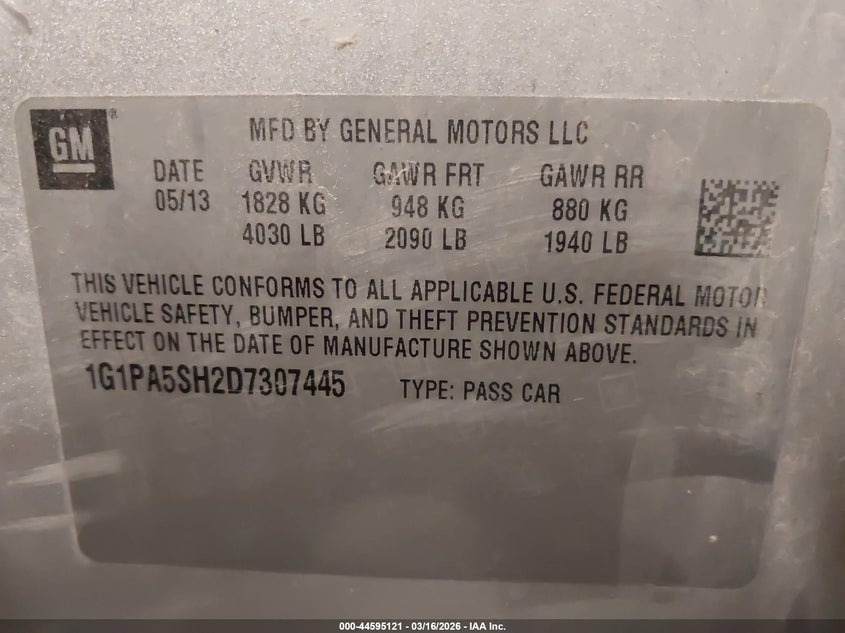 GM
MFD BY GENERAL MOTORS LLC
DATE GVWR GAWR FRT GAWR RR
05/13 1828 KG 948 KG 880 KG
4030 LB 2090 LB 1940 LB
THIS VEHICLE CONFORMS TO ALL APPLICABLE U.S. FEDERAL MOTOR
VEHICLE SAFETY, BUMPER, AND THEFT PREVENTION STANDARDS IN
EFFECT ON THE DATE OF MANUFACTURE SHOWN ABOVE.
1G1PA5SH2D7307445 TYPE: PASS CAR
000-44595121 | 03/16/2026 – IAA Inc.